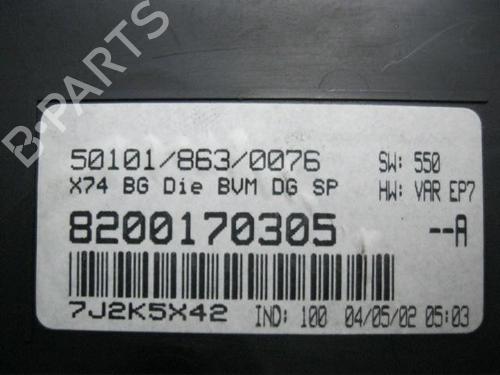 B-PARTS
50101/863/0076 SW: 550
X74 BG Die BVM DG SP HW: VAR EP7
8200170305 --A
7J2K5X42 IND: 100 04/05/02 05:03